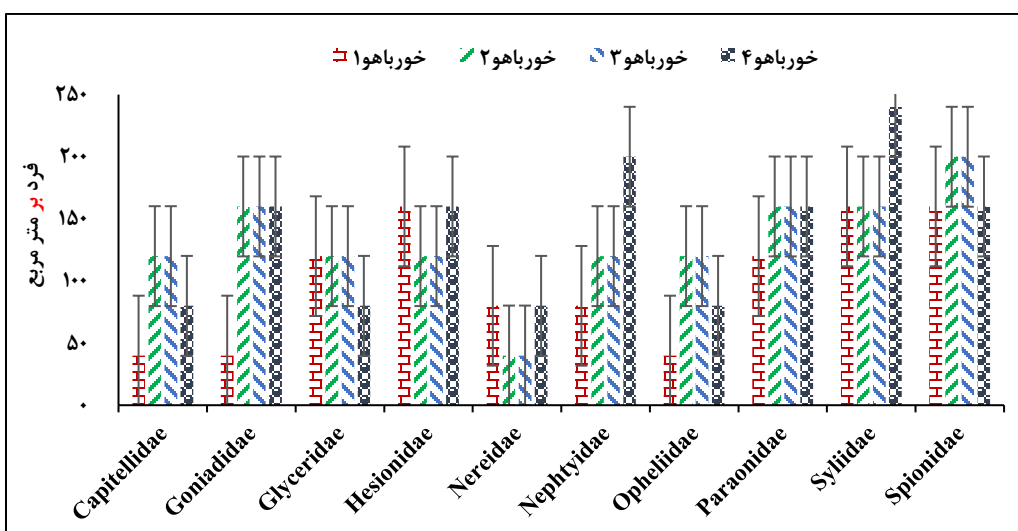 خورباهو۱ خورباهو۲ خورباهو۳ خورباهو۴
فرد بر متر مربع
۲۵۰
۲۰۰
۱۵۰
۱۰۰
۵۰
۰
Capitellidae Goniadidae Glyceridae Hesionidae Nereidae Nephtyidae Opheliidae Paraonidae Syllidae Spionidae